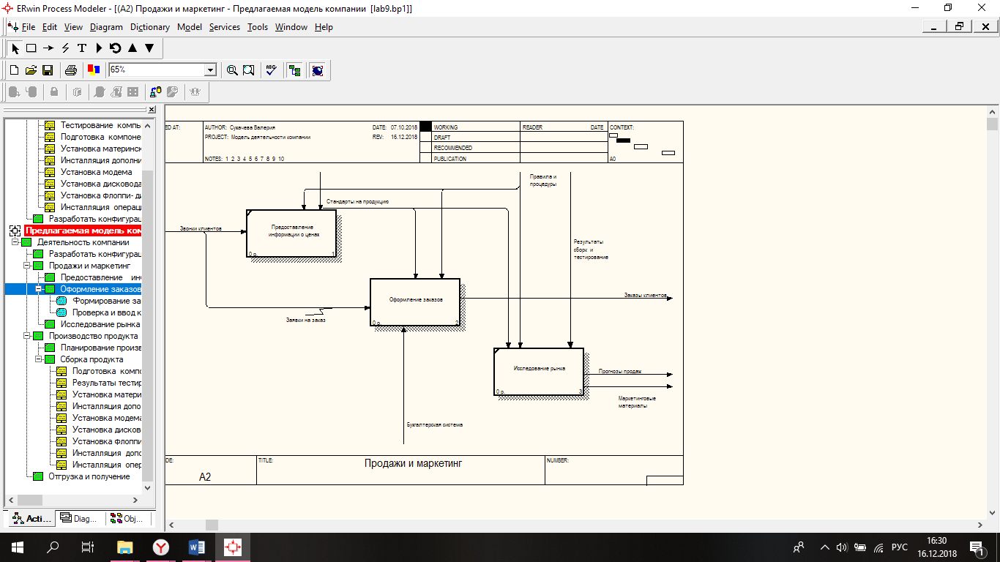 ERwin Process Modeler - [(A2) Продажи и маркетинг - Предлагаемая модель компании [lab9.bp1]]
File Edit View Diagram Dictionary Model Services Tools Window Help
T
65%
ABC
Тестирование компь
Подготовка компоне
Установка материнск
Инсталляция дополни
Установка модема
Установка дисковода
Установка флоппи- ди
Инсталляция операц
Разработать конфигурац
Предлагаемая модель ком
Деятельность компании
Разработать конфигурац
Продажи и маркетинг
Предоставление ин
Оформление заказов
Формирование за
Проверка и ввод к
Исследование рынка
Производство продукта
Планирование произв
Сборка продукта
Подготовка компо
Результаты тестир
Установка матери
Инсталляция допо
Установка модема
Установка дисков
Установка флоппи
Инсталляция допо
Инсталляция опер
Отгрузка и получение
Acti... Diag... Obj...
ED AT:
AUTHOR: Сукачева Валерия
DATE: 07.10.2018
PROJECT: Модель деятельности компании
REV: 16.12.2018
NOTES: 1 2 3 4 5 6 7 8 9 10
WORKING
DRAFT
RECOMMENDED
PUBLICATION
READER DATE
CONTEXT:
A0
Правила и
процедуры
Стандарты на продукцию
Звонки клиентов
Предоставление
информации о ценах
0 р. 1
Результаты
сборк и
тестирование
Оформление заказов
0 р. 2
Заказы клиентов
Заявки на заказ
Исследование рынка
0 р. 3
Прогнозы продаж
Маркетинговые
материалы
Бухгалтерская система
DE:
A2
TITLE:
Продажи и маркетинг
NUMBER:
РУС
16:30
16.12.2018
1